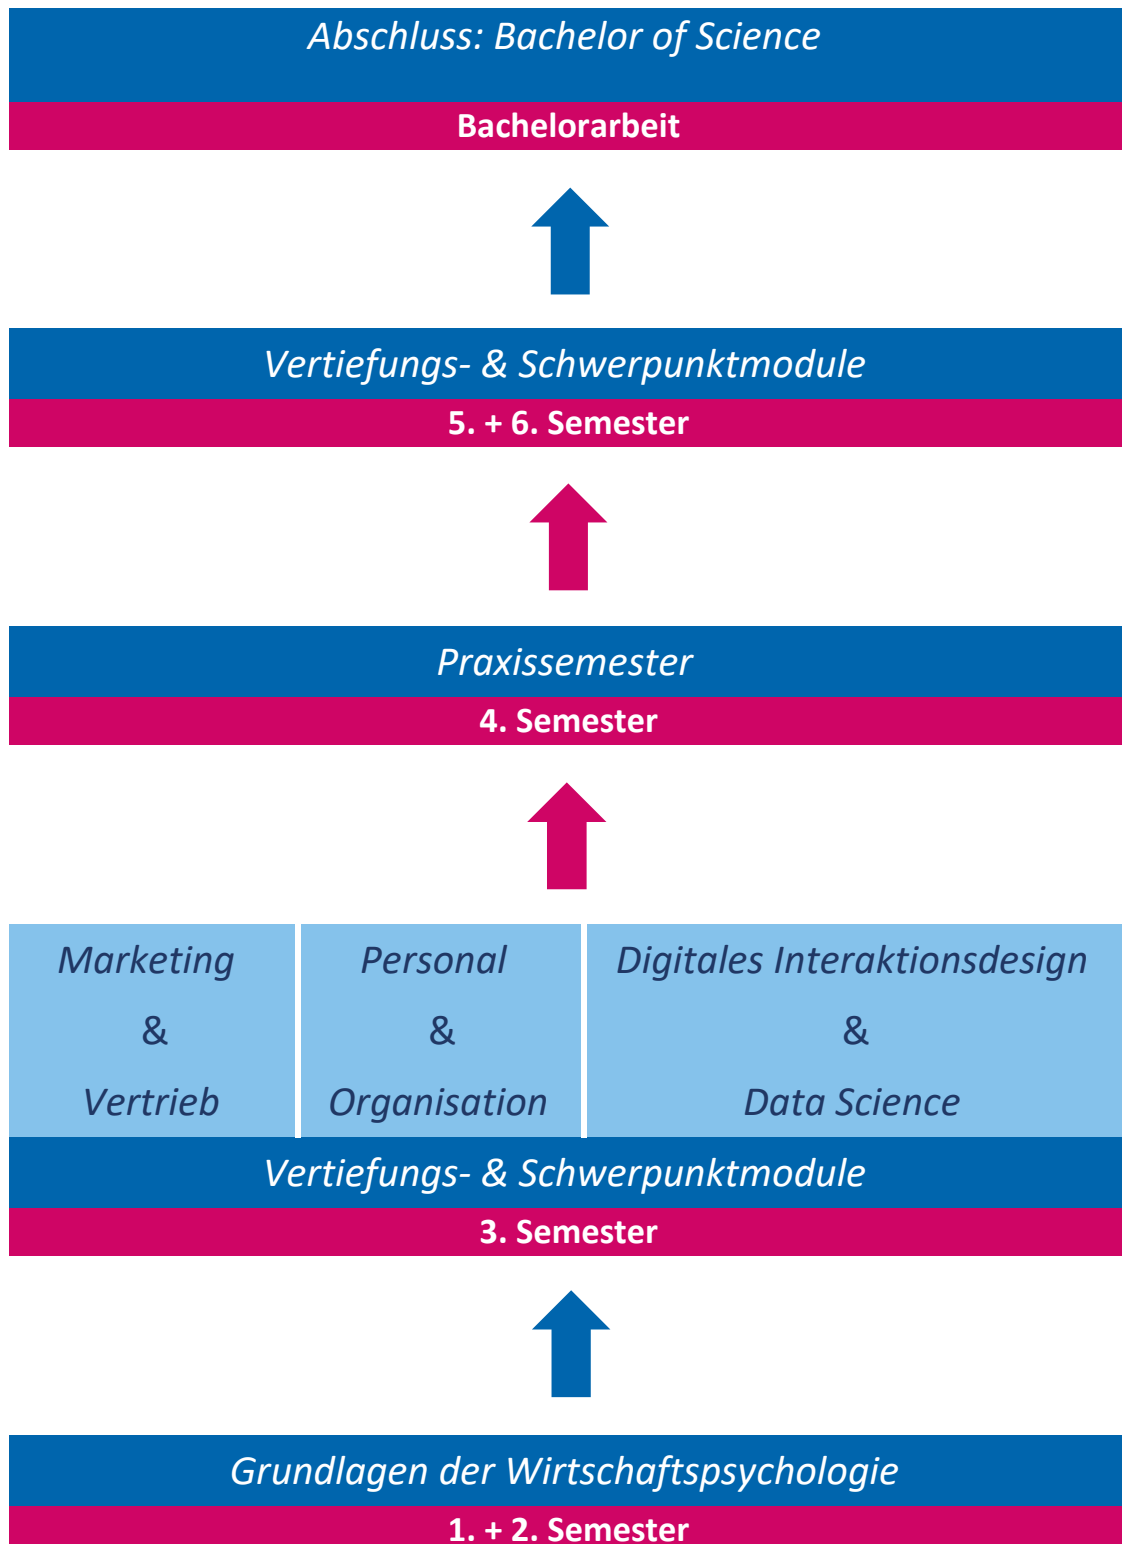 Abschluss: Bachelor of Science
Bachelorarbeit
Vertiefungs- & Schwerpunktmodule
5. + 6. Semester
Praxissemester
4. Semester
Marketing
&
Vertrieb
Personal
&
Organisation
Digitales Interaktionsdesign
&
Data Science
Vertiefungs- & Schwerpunktmodule
3. Semester
Grundlagen der Wirtschaftspsychologie
1. + 2. Semester